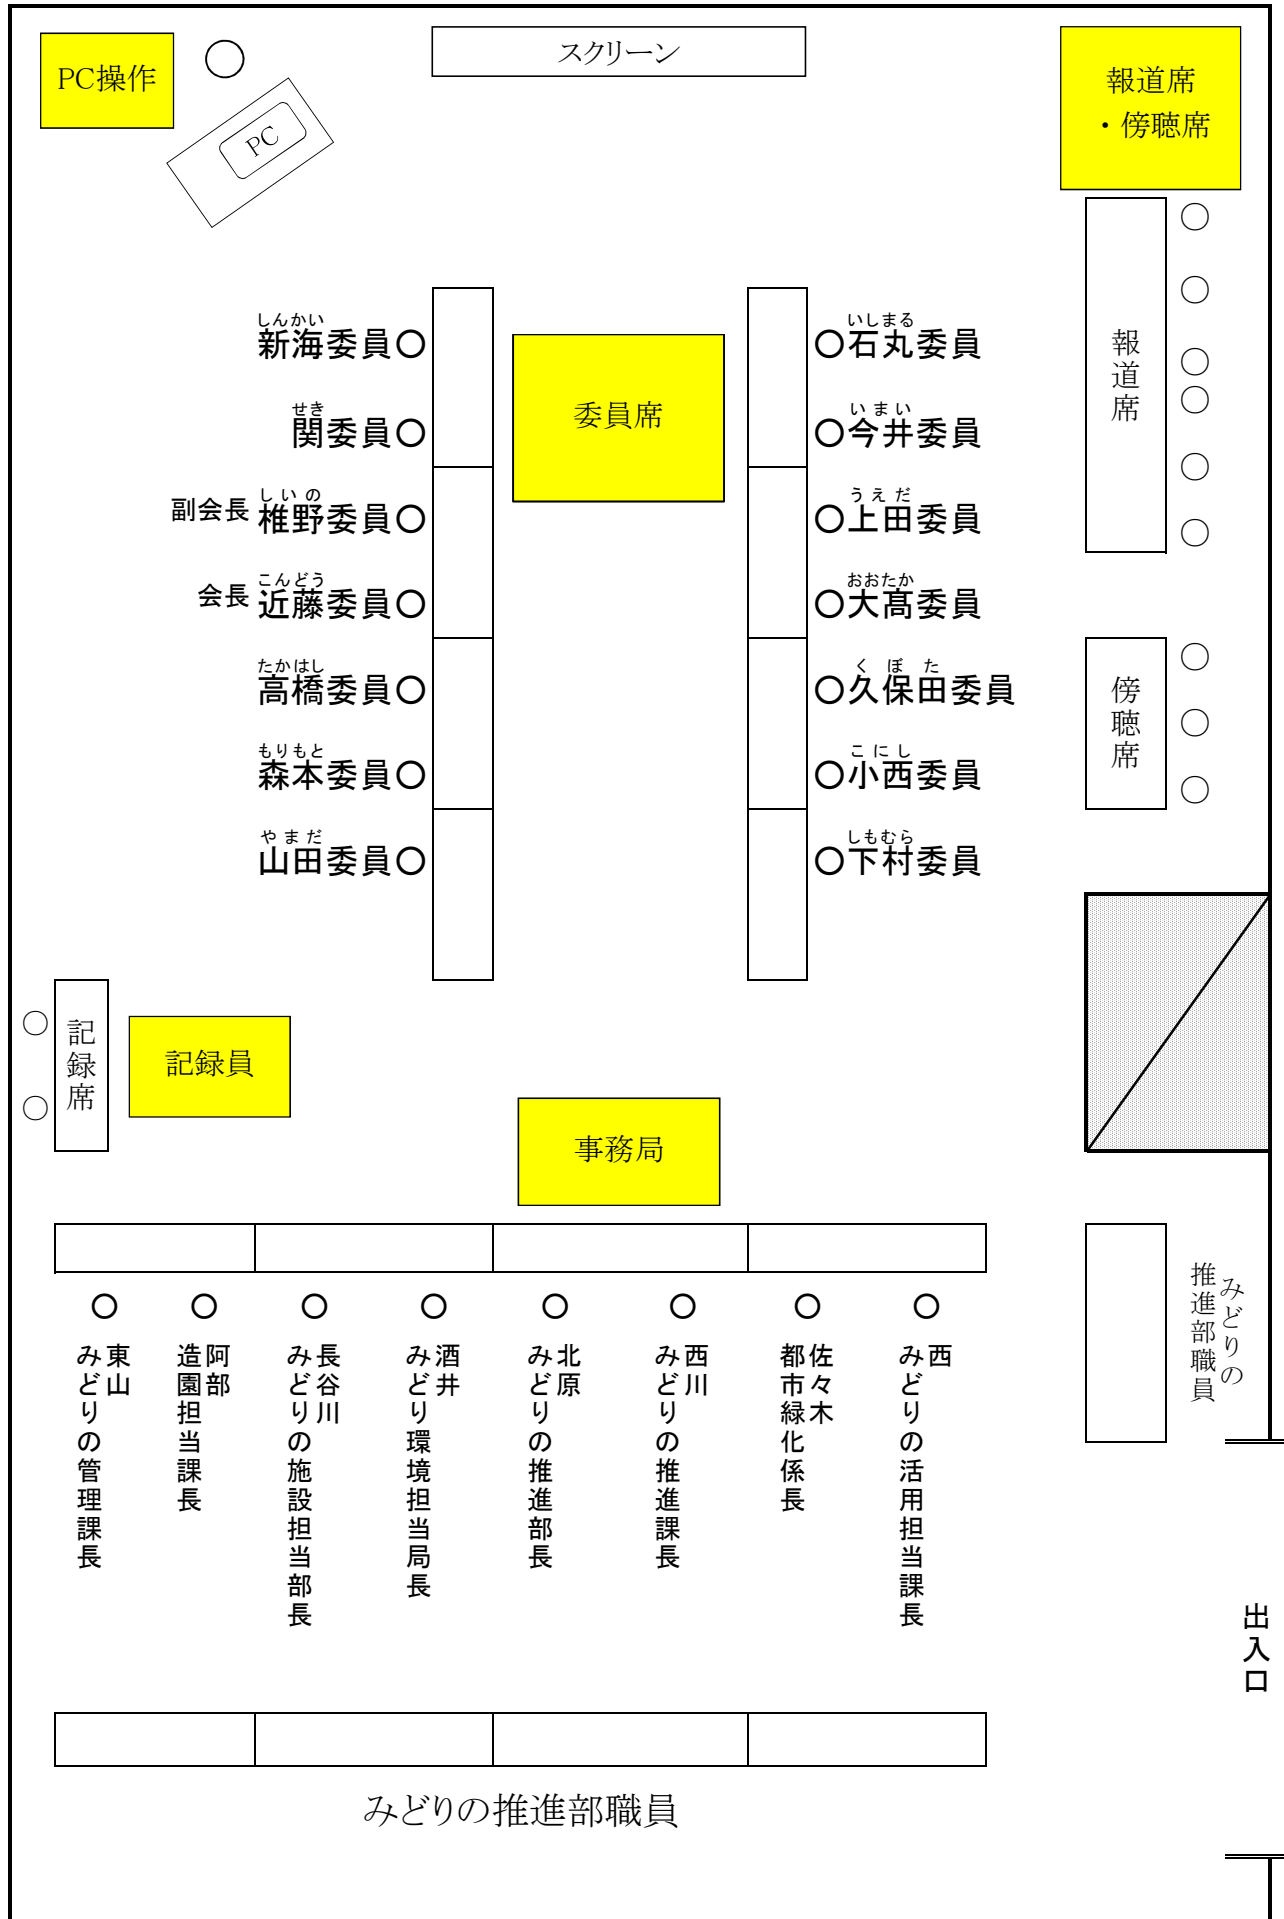 PC操作
スクリーン
報道席
・傍聴席
PC
しんかい
新海委員○
せき
関委員○
しいの
副会長 椎野委員○
こんどう
会長 近藤委員○
たかはし
高橋委員○
もりもと
森本委員○
やまだ
山田委員○
委員席
いしまる
○石丸委員
いまい
○今井委員
うえだ
○上田委員
おおたか
○大髙委員
くぼた
○久保田委員
こにし
○小西委員
しもむら
○下村委員
報道席
傍聴席
記録席
記録員
事務局
東山
みどりの管理課長
阿部
造園担当課長
長谷川
みどりの施設担当部長
酒井
みどり環境担当局長
北原
みどりの推進部長
西川
みどりの推進課長
佐々木
都市緑化係長
西
みどりの活用担当課長
みどりの
推進部職員
出入口
みどりの推進部職員